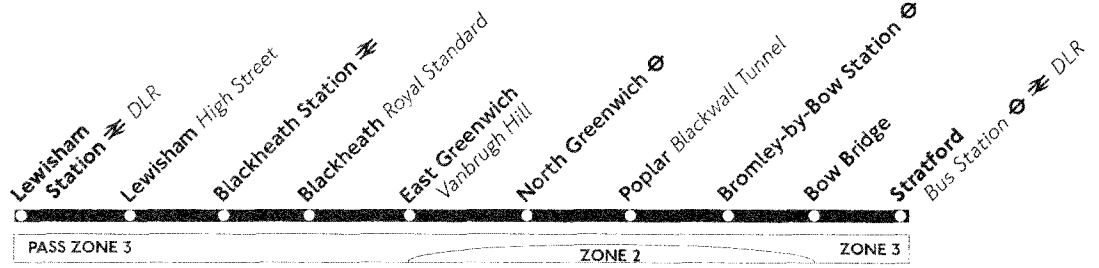 Lewisham
Station DLR
Lewisham High Street
Blackheath Station
Blackheath Royal Standard
East Greenwich
Vanbrugh Hill
North Greenwich
Poplar Blackwall Tunnel
Bromley-by-Bow Station
Bow Bridge
Stratford
Bus Station DLR
PASS ZONE 3
ZONE 2
ZONE 3